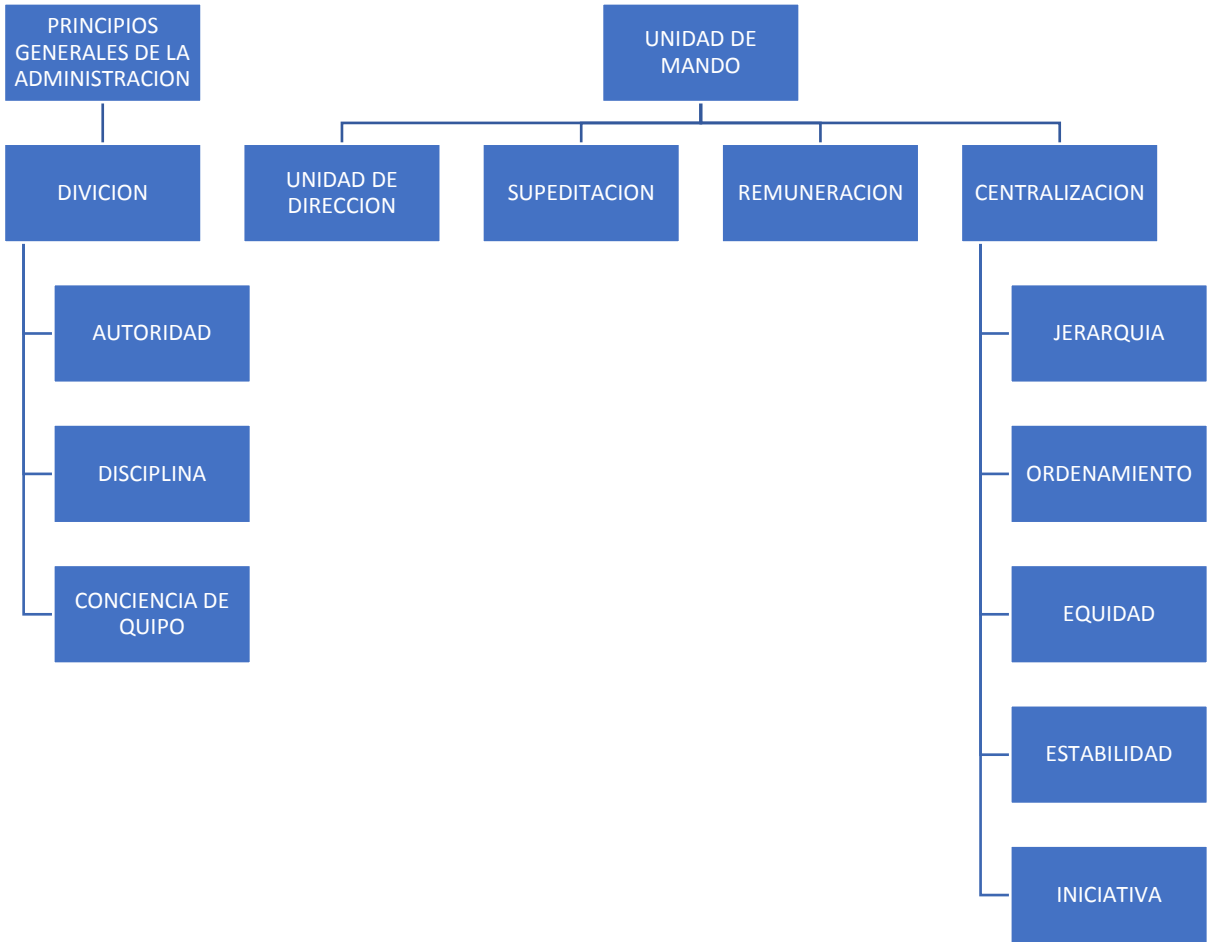 PRINCIPIOS
GENERALES DE LA
ADMINISTRACION
UNIDAD DE
MANDO
DIVICION
UNIDAD DE
DIRECCION
SUPEDITACION
REMUNERACION
CENTRALIZACION
AUTORIDAD
JERARQUIA
DISCIPLINA
ORDENAMIENTO
CONCIENCIA DE
QUIPO
EQUIDAD
ESTABILIDAD
INICIATIVA